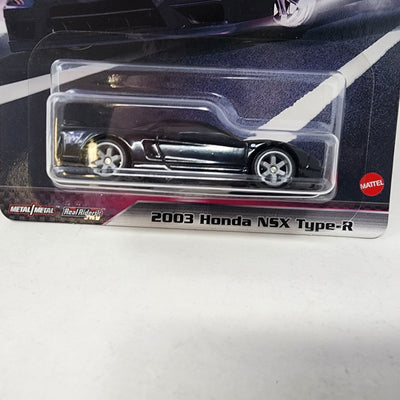 METAL/METAL
Real Riders
2003 Honda NSX Type-R
MATTEL